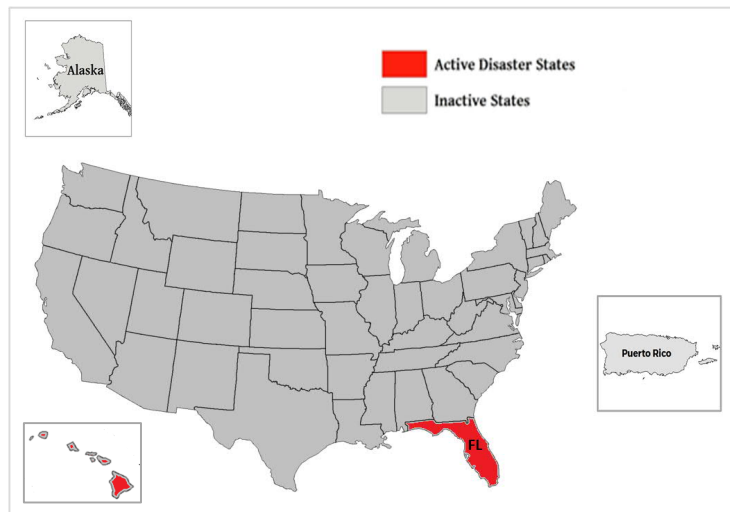 Alaska
Active Disaster States
Inactive States
Puerto Rico
FL